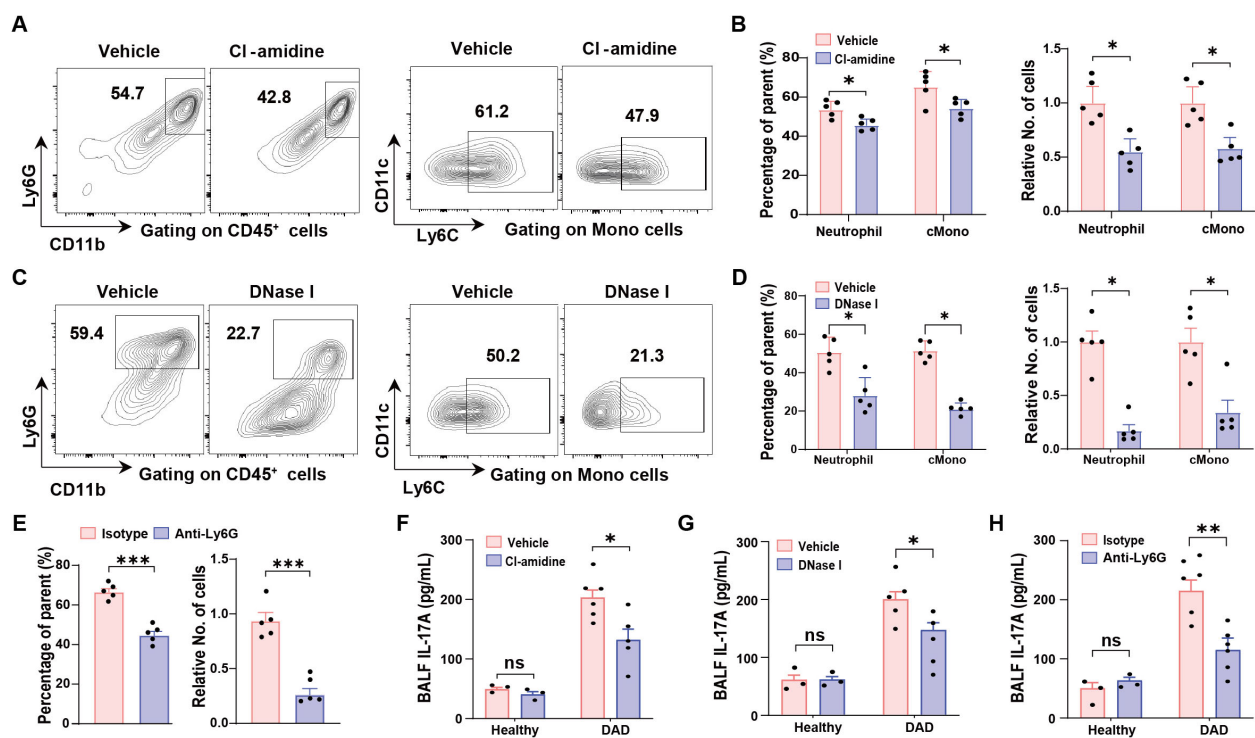 A
Vehicle
Cl-amidine
54.7
42.8
Ly6G
CD11b
Gating on CD45+ cells
Vehicle
Cl-amidine
61.2
47.9
CD11c
Ly6C
Gating on Mono cells
B
Vehicle
Cl-amidine
Percentage of parent (%)
80
60
40
20
0
*
*
Neutrophil
cMono
Relative No. of cells
1.5
1.0
0.5
0.0
*
*
Neutrophil
cMono
C
Vehicle
DNase I
59.4
22.7
Ly6G
CD11b
Gating on CD45+ cells
Vehicle
DNase I
50.2
21.3
CD11c
Ly6C
Gating on Mono cells
D
Vehicle
DNase I
Percentage of parent (%)
80
60
40
20
0
*
*
Neutrophil
cMono
Relative No. of cells
1.5
1.0
0.5
0.0
*
*
Neutrophil
cMono
E
Isotype
Anti-Ly6G
Percentage of parent (%)
80
60
40
20
0
***
Relative No. of cells
1.5
1.0
0.5
0.0
***
F
Vehicle
Cl-amidine
BALF IL-17A (pg/mL)
300
200
100
0
ns
*
Healthy
DAD
G
Vehicle
DNase I
BALF IL-17A (pg/mL)
300
200
100
0
ns
*
Healthy
DAD
H
Isotype
Anti-Ly6G
BALF IL-17A (pg/mL)
300
200
100
0
ns
**
Healthy
DAD